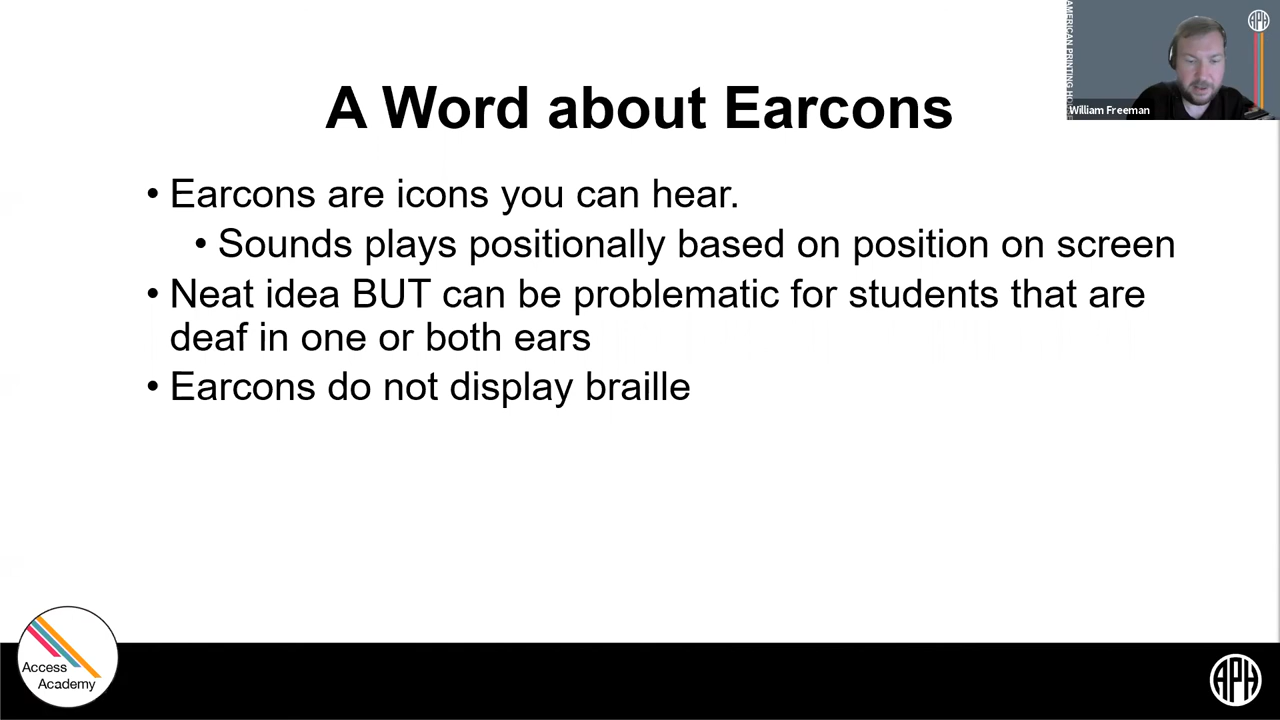 A Word about Earcons
• Earcons are icons you can hear.
• Sounds plays positionally based on position on screen
• Neat idea BUT can be problematic for students that are
deaf in one or both ears
• Earcons do not display braille
William Freeman
APH
Access
Academy
APH